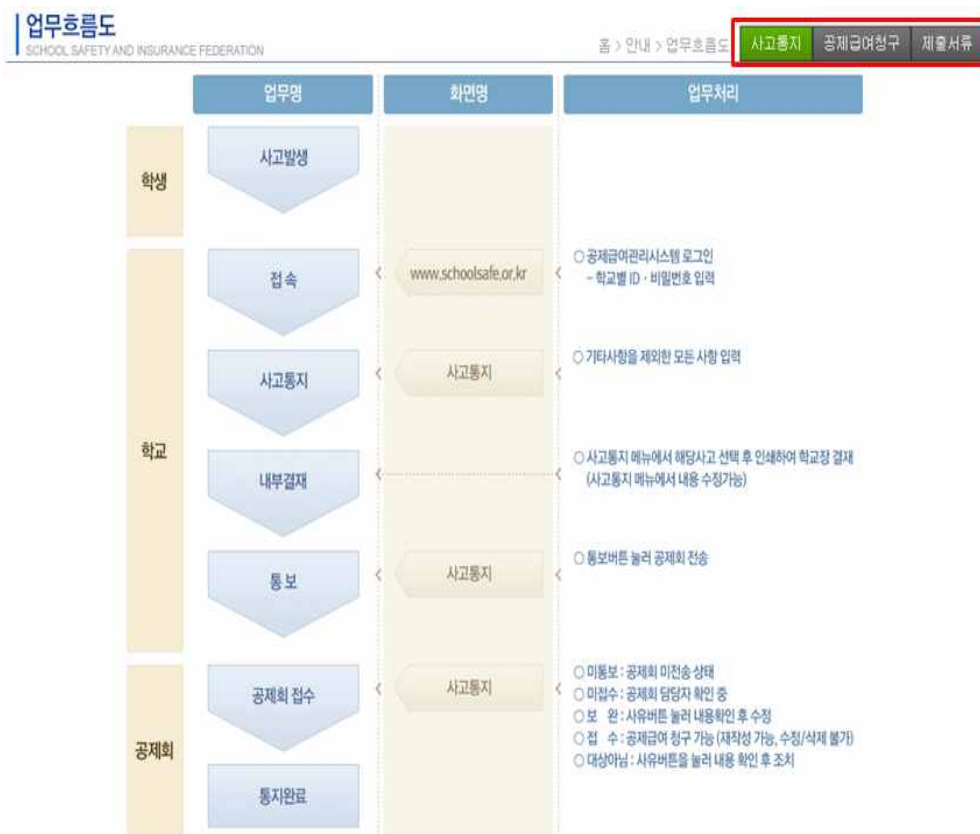 업무흐름도
SCHOOL SAFETY AND INSURANCE FEDERATION
홈 > 안내 > 업무흐름도
사고통지 공제급여청구 제출서류
업무명 화면명 업무처리
학생
사고발생
학교
접 속
www.schoolsafe.or.kr
○ 공제급여관리시스템 로그인
- 학교별 ID · 비밀번호 입력
사고통지
사고통지
○ 기타사항을 제외한 모든 사항 입력
내부결재
○ 사고통지 메뉴에서 해당사고 선택 후 인쇄하여 학교장 결재
(사고통지 메뉴에서 내용 수정가능)
통 보
사고통지
○ 통보버튼 눌러 공제회 전송
공제회
공제회 접수
사고통지
○ 미통보 : 공제회 미전송 상태
○ 미접수 : 공제회 담당자 확인 중
○ 보 완 : 사유버튼 눌러 내용확인 후 수정
○ 접 수 : 공제급여 청구 가능 (재작성 가능, 수정/삭제 불가)
○ 대상아님 : 사유버튼을 눌러 내용 확인 후 조치
통지완료